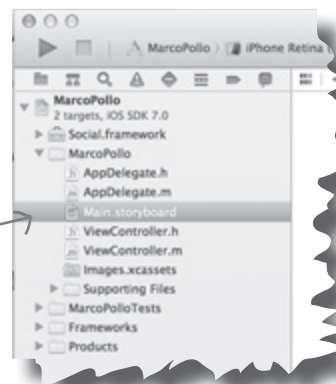 MarcoPollo
iPhone Retina
MarcoPollo
2 targets, iOS SDK 7.0
Social.framework
MarcoPollo
AppDelegate.h
AppDelegate.m
Main.storyboard
ViewController.h
ViewController.m
Images.xcassets
Supporting Files
MarcoPolloTests
Frameworks
Products